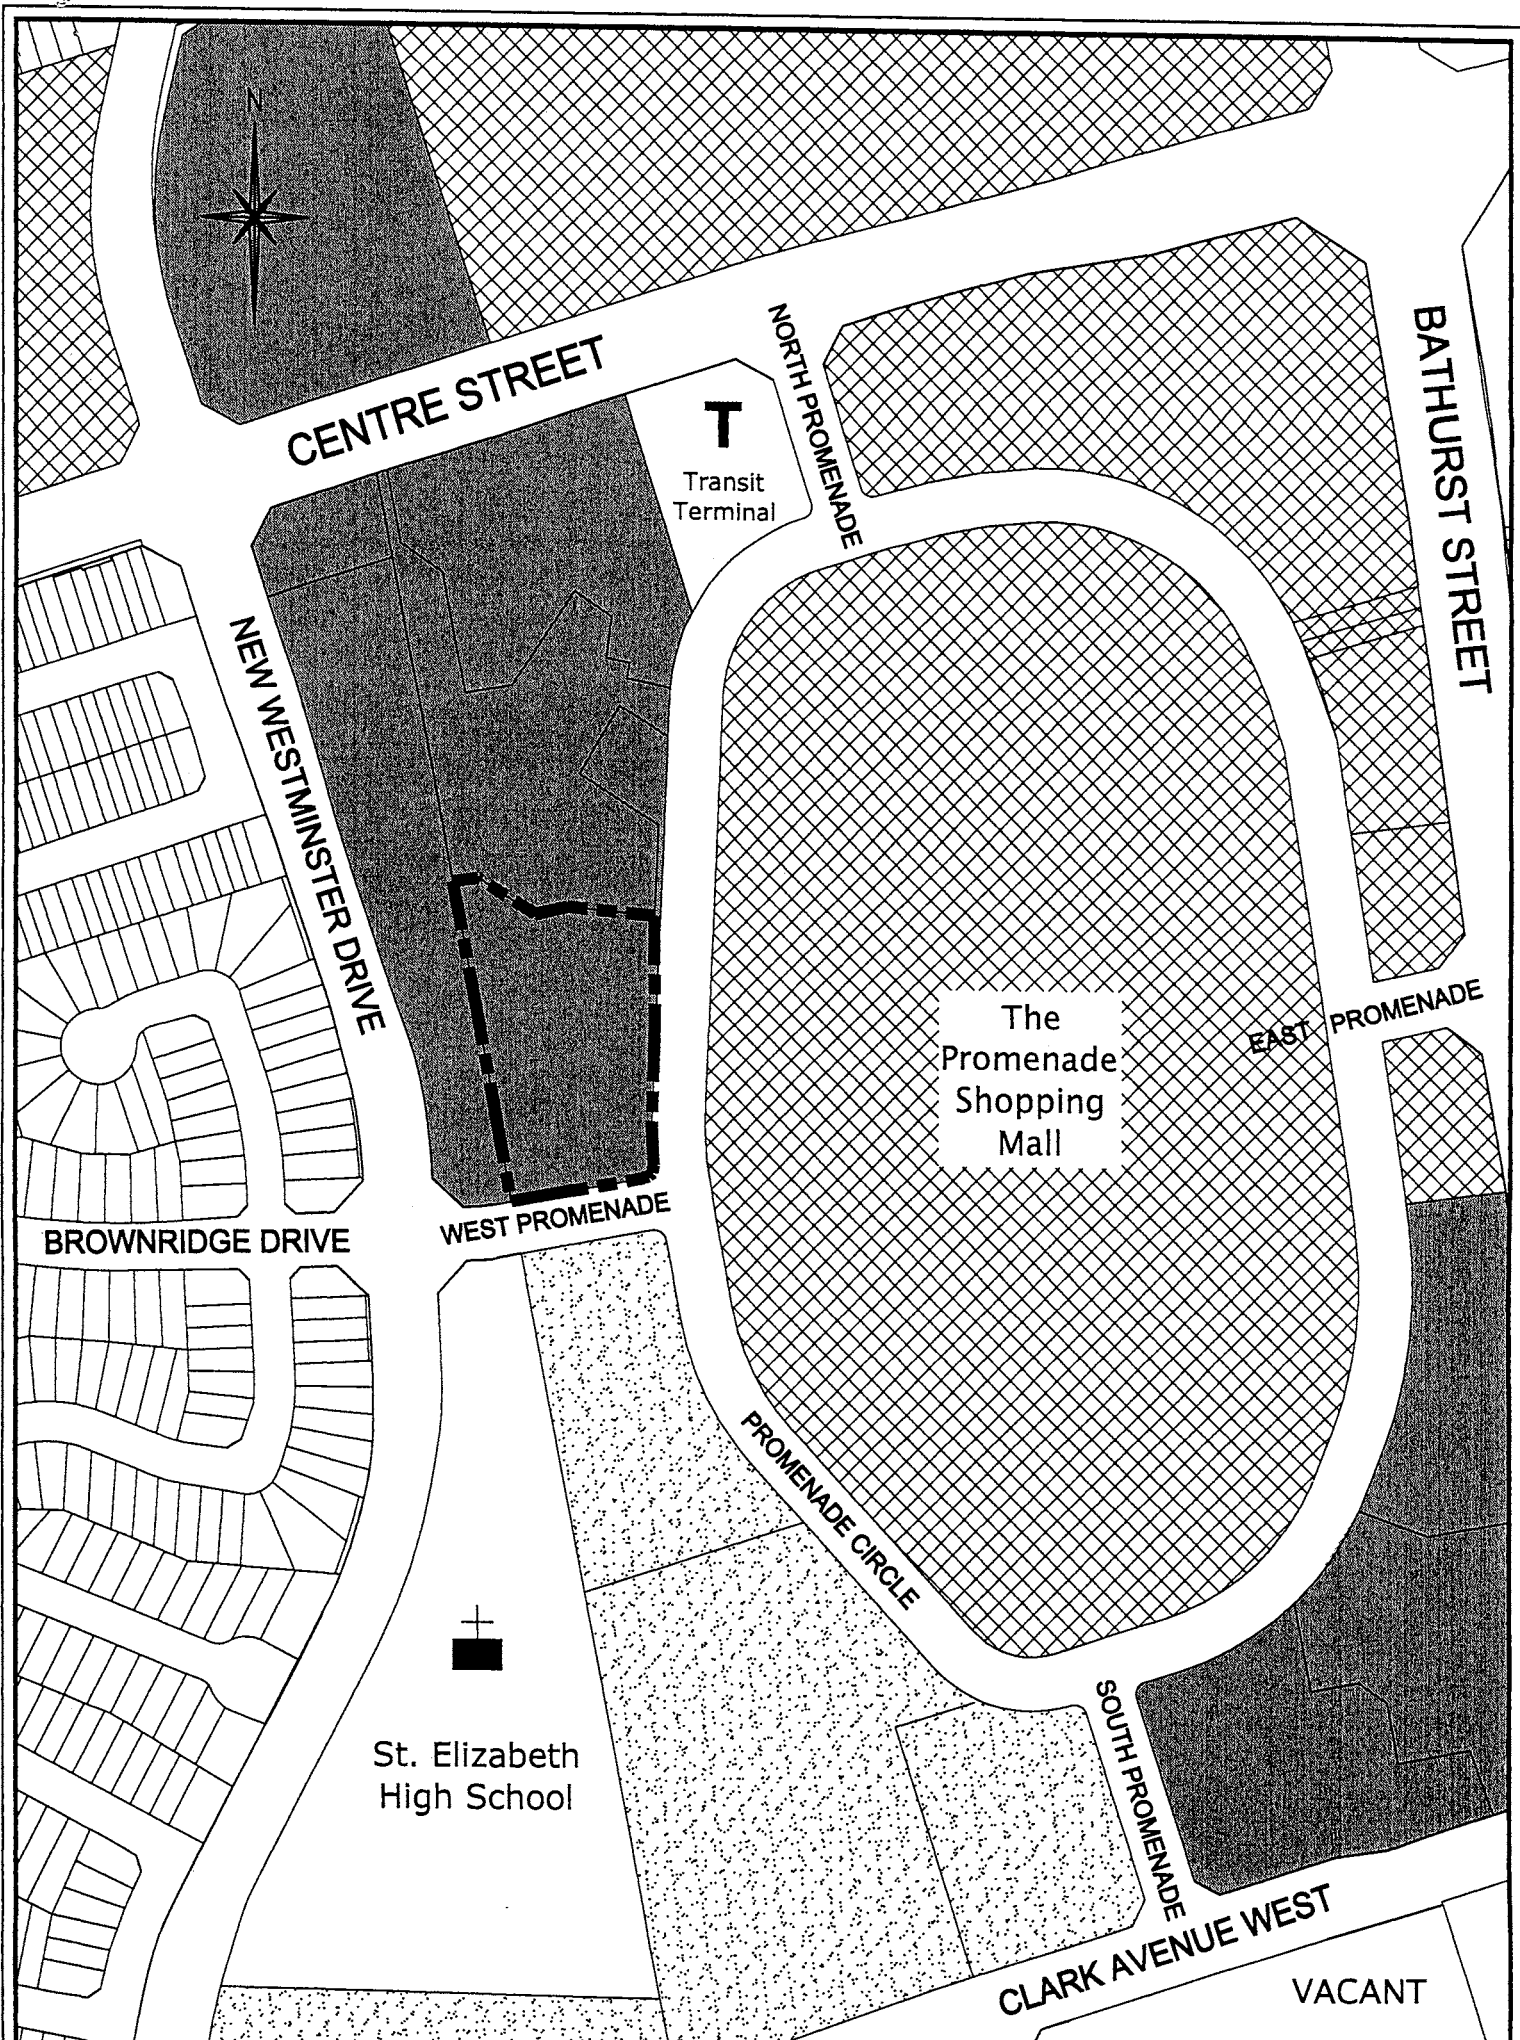 N
CENTRE STREET
NORTH PROMENADE
BATHURST STREET
T
Transit
Terminal
NEW WESTMINSTER DRIVE
The
Promenade
Shopping
Mall
EAST PROMENADE
WEST PROMENADE
BROWNRIDGE DRIVE
PROMENADE CIRCLE
St. Elizabeth
High School
SOUTH PROMENADE
CLARK AVENUE WEST
VACANT